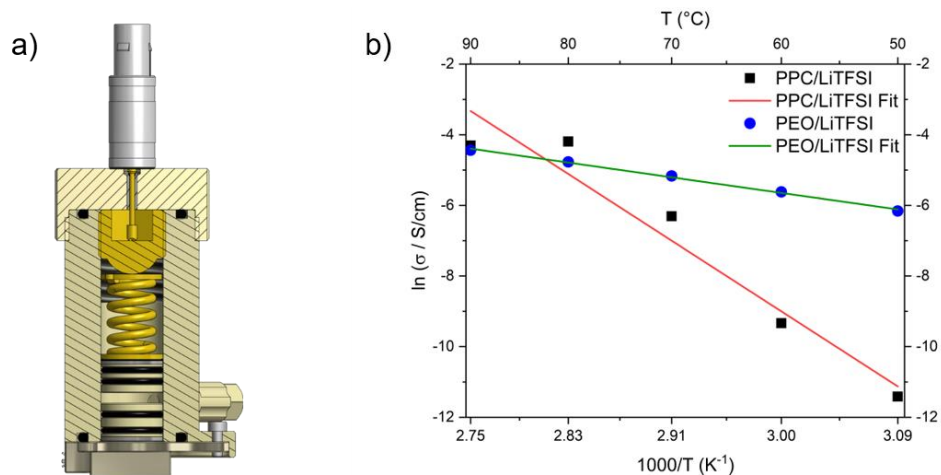 a)
b)
T (°C)
90 80 70 60 50
-2 -2
PPC/LiTFSI
PPC/LiTFSI Fit
PEO/LiTFSI
PEO/LiTFSI Fit
-4 -4
-6 -6
-8 -8
-10 -10
-12 -12
ln (σ / S/cm)
2.75 2.83 2.91 3.00 3.09
1000/T (K⁻¹)